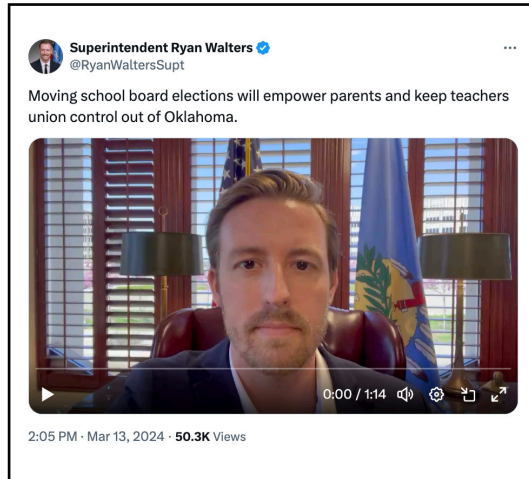 Superintendent Ryan Walters
@RyanWaltersSupt
Moving school board elections will empower parents and keep teachers
union control out of Oklahoma.
0:00 / 1:14
2:05 PM · Mar 13, 2024 · 50.3K Views